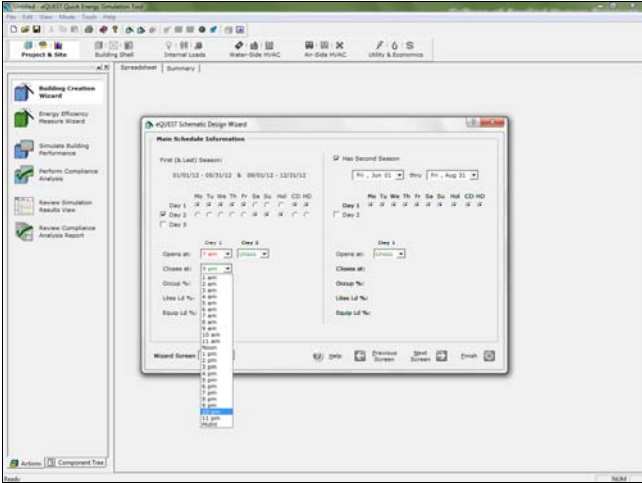 Untitled - eQUEST Quick Energy Simulation Tool
File Edit View Mode Tools Help
Project & Site Building Shell Internal Loads Water-Side HVAC Air-Side HVAC Utility & Economics
Spreadsheet Summary
Building Creation
Wizard
Energy Efficiency
Measure Wizard
Simulate Building
Performance
Perform Compliance
Analysis
Review Simulation
Results View
Review Compliance
Analysis Report
eQUEST Schematic Design Wizard
Main Schedule Information
First (& Last) Season: Has Second Season
01/01/12 - 05/31/12 & 09/01/12 - 12/31/12 Fri , Jun 01 thru Fri , Aug 31
Mo Tu We Th Fr Sa Su Hol CD HD Mo Tu We Th Fr Sa Su Hol CD HD
Day 1 Day 1
Day 2 Day 2
Day 3
Day 1 Day 2 Day 1
Opens at: 7 am Unocc Opens at: Unocc
Closes at: Closes at:
Occup %: Occup %:
Lites Ld %: Lites Ld %:
Equip Ld %: Equip Ld %:
1 am
2 am
3 am
4 am
5 am
6 am
7 am
8 am
9 am
10 am
11 am
Noon
1 pm
2 pm
3 pm
4 pm
5 pm
6 pm
7 pm
8 pm
9 pm
10 pm
11 pm
Midnt
Wizard Screen Help Previous Screen Next Screen Finish
Actions Component Tree
Ready NUM